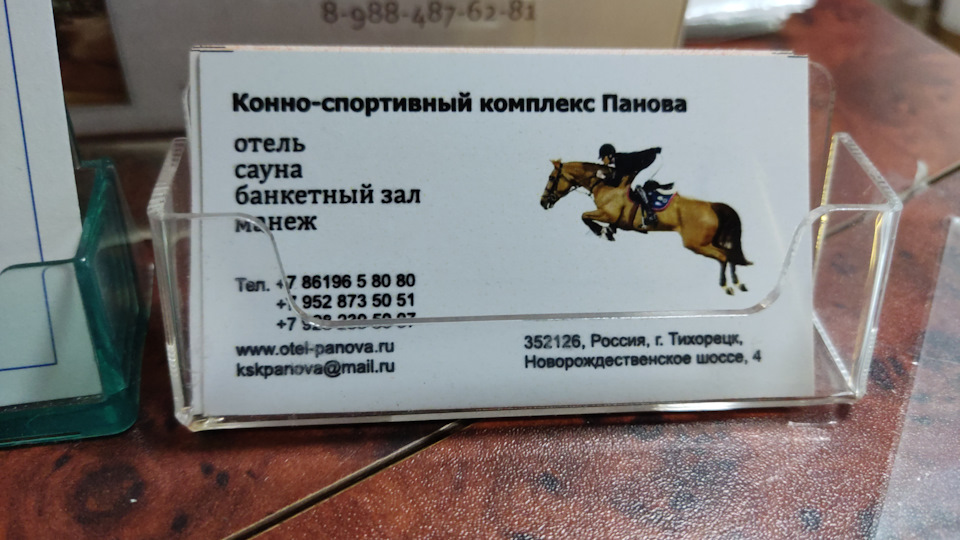 8-988-487-62-81
Конно-спортивный комплекс Панова
отель
сауна
банкетный зал
манеж
Тел. +7 86196 5 80 80
+7 952 873 50 51
+7
www.otel-panova.ru
kskpanova@mail.ru
352126, Россия, г. Тихорецк,
Новорождественское шоссе, 4